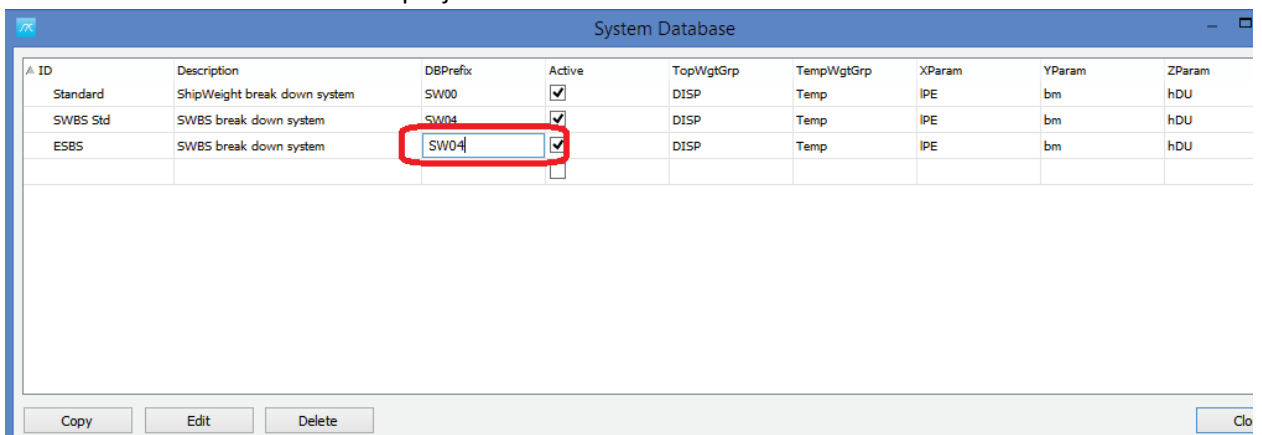 System Database
ID Description DBPrefix Active TopWgtGrp TempWgtGrp XParam YParam ZParam
Standard ShipWeight break down system SW00 DISP Temp lPE bm hDU
SWBS Std SWBS break down system SW04 DISP Temp lPE bm hDU
ESBS SWBS break down system SW04 DISP Temp lPE bm hDU
Copy Edit Delete Clo